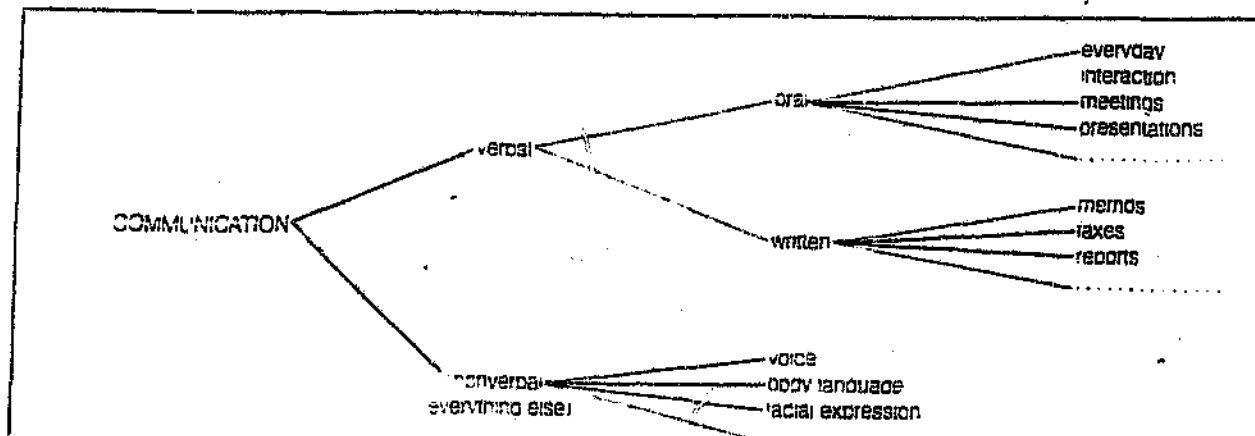 everyday
interaction
oral
meetings
presentations
verbal
..............
memos
COMMUNICATION
written
faxes
reports
..............
voice
nonverbal
body language
everything else)
facial expression